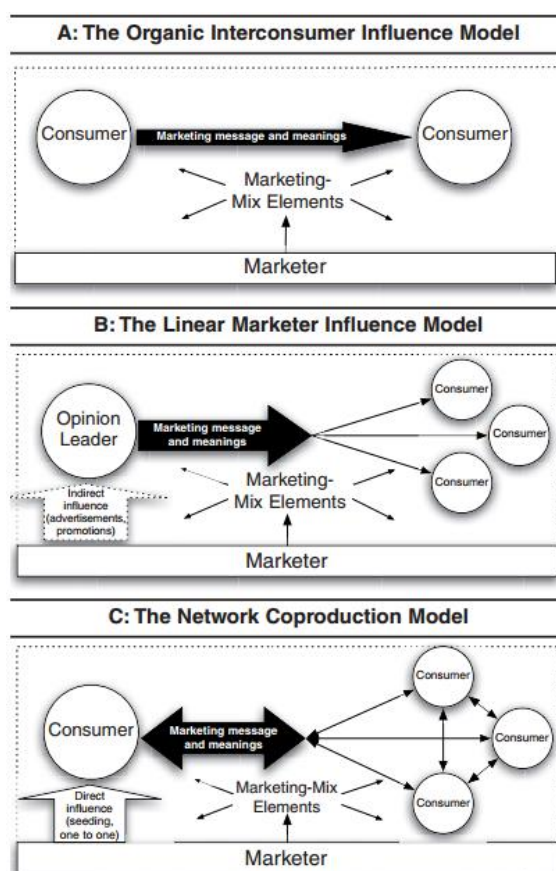 A: The Organic Interconsumer Influence Model
Consumer
Marketing message and meanings
Consumer
Marketing-
Mix Elements
Marketer
B: The Linear Marketer Influence Model
Opinion
Leader
Marketing message
and meanings
Consumer
Consumer
Consumer
Indirect
influence
(advertisements,
promotions)
Marketing-
Mix Elements
Marketer
C: The Network Coproduction Model
Consumer
Marketing message
and meanings
Consumer
Consumer
Consumer
Direct
influence
(seeding,
one to one)
Marketing-Mix
Elements
Marketer